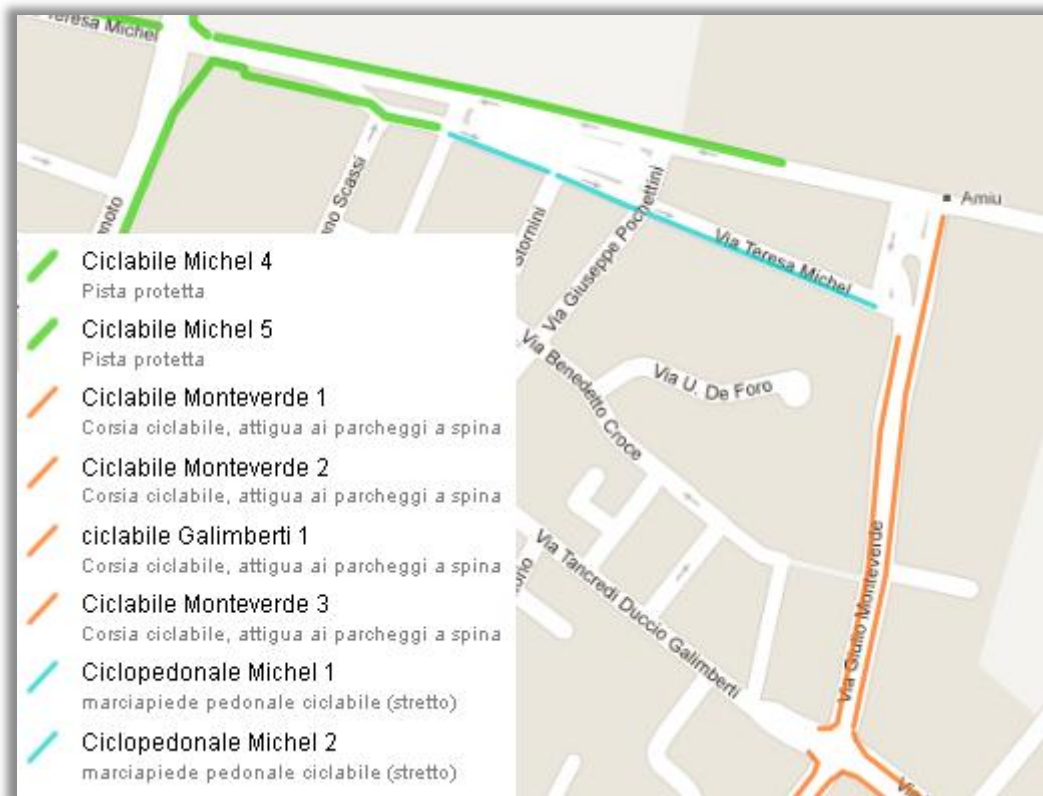 Teresa Michel
Amiu
ano Scassi
anoto
Stornini
Via Giuseppe Pochettini
Via Teresa Michel
Via Benedetto Croce
Via U. De Foro
Via Tancredi Duccio Galimberti
Via Giulio Monteverde
Ciclabile Michel 4
Pista protetta
Ciclabile Michel 5
Pista protetta
Ciclabile Monteverde 1
Corsia ciclabile, attigua ai parcheggi a spina
Ciclabile Monteverde 2
Corsia ciclabile, attigua ai parcheggi a spina
ciclabile Galimberti 1
Corsia ciclabile, attigua ai parcheggi a spina
Ciclabile Monteverde 3
Corsia ciclabile, attigua ai parcheggi a spina
Ciclopedonale Michel 1
marciapiede pedonale ciclabile (stretto)
Ciclopedonale Michel 2
marciapiede pedonale ciclabile (stretto)